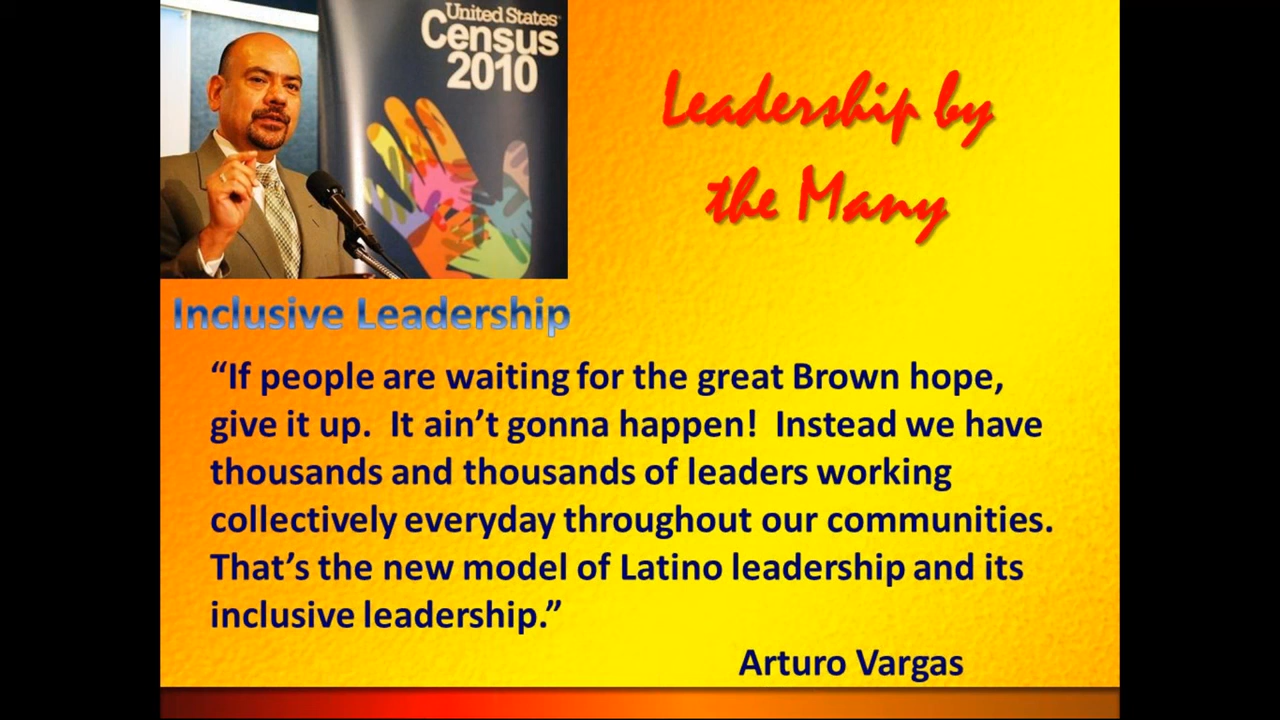 United States
Census
2010
Leadership by
the Many
Inclusive Leadership
“If people are waiting for the great Brown hope,
give it up.  It ain’t gonna happen!  Instead we have
thousands and thousands of leaders working
collectively everyday throughout our communities.
That’s the new model of Latino leadership and its
inclusive leadership.”
Arturo Vargas